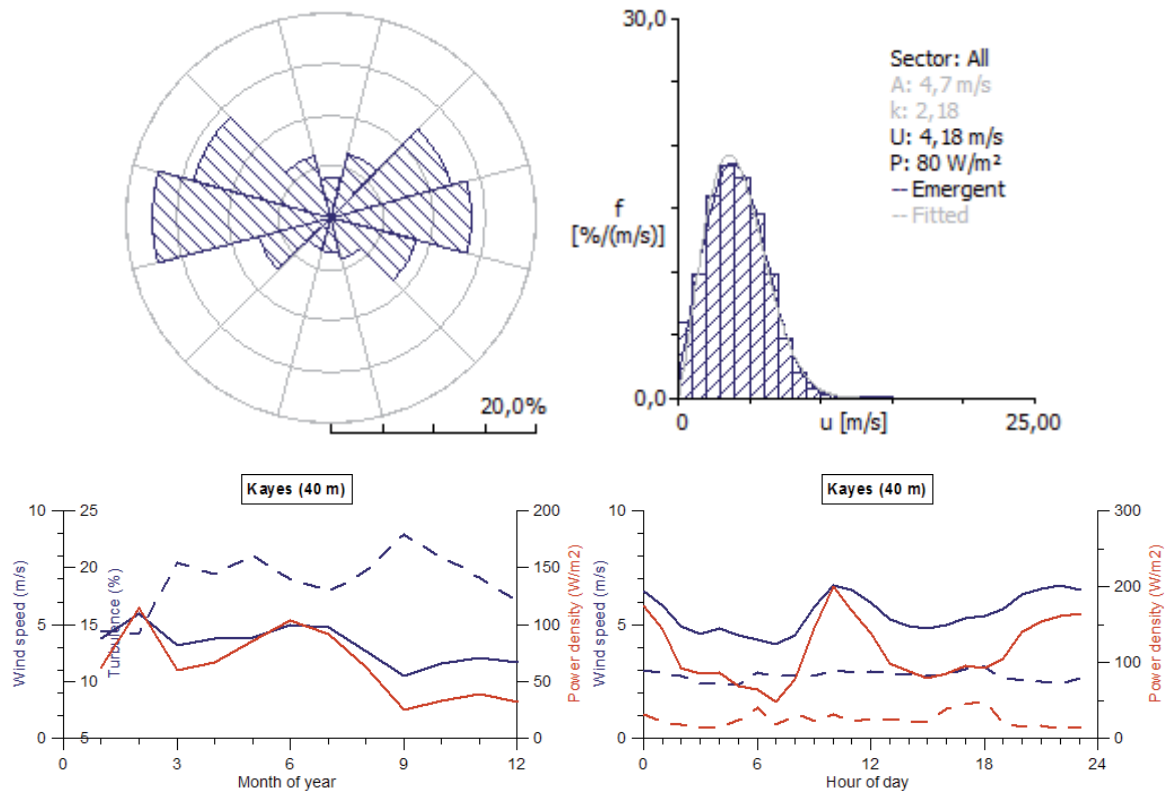 20,0%
30,0
f
[%/(m/s)]
0,0
0
u [m/s]
25,00
Sector: All
A: 4,7 m/s
k: 2,18
U: 4,18 m/s
P: 80 W/m²
Emergent
Fitted
Kayes (40 m)
10
5
0
Wind speed (m/s)
25
20
15
10
5
Turbulence (%)
200
150
100
50
0
Power density (W/m2)
0
3
6
9
12
Month of year
Kayes (40 m)
10
5
0
Wind speed (m/s)
300
200
100
0
Power density (W/m2)
0
6
12
18
24
Hour of day